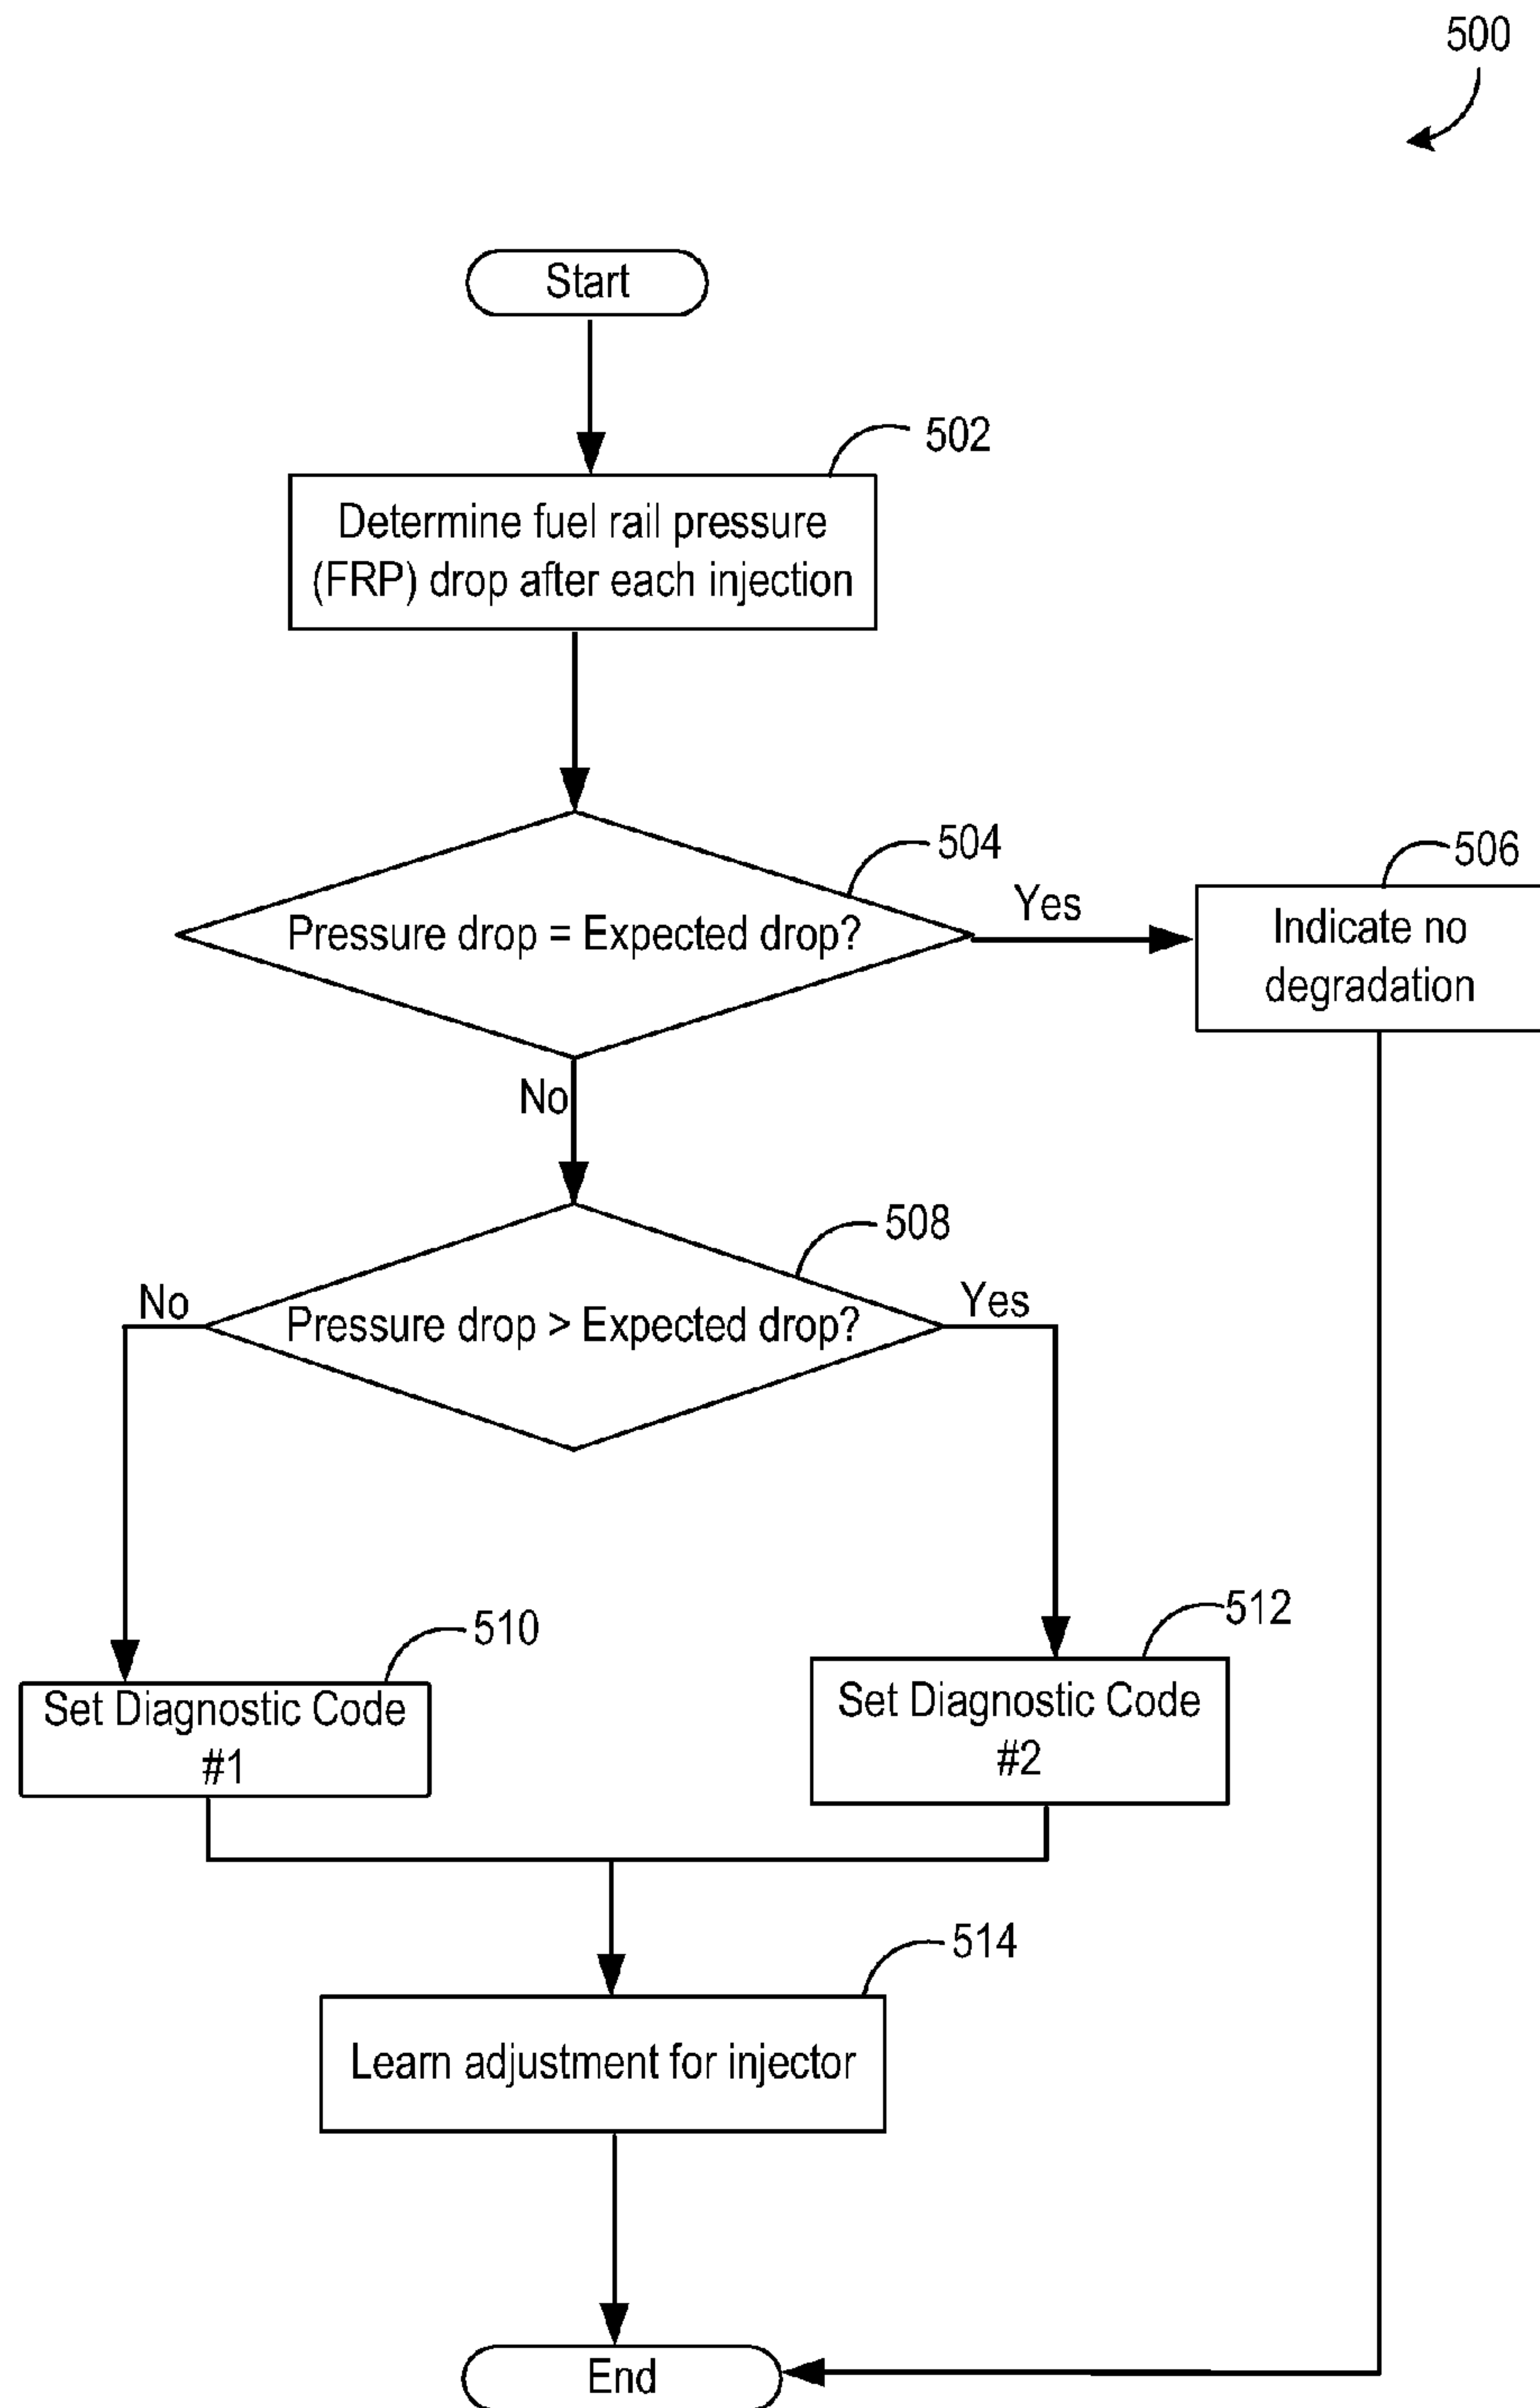 500
Start
502
Determine fuel rail pressure
(FRP) drop after each injection
504
Pressure drop = Expected drop?
Yes
506
Indicate no
degradation
No
508
Pressure drop > Expected drop?
No
Yes
510
Set Diagnostic Code
#1
512
Set Diagnostic Code
#2
514
Learn adjustment for injector
End